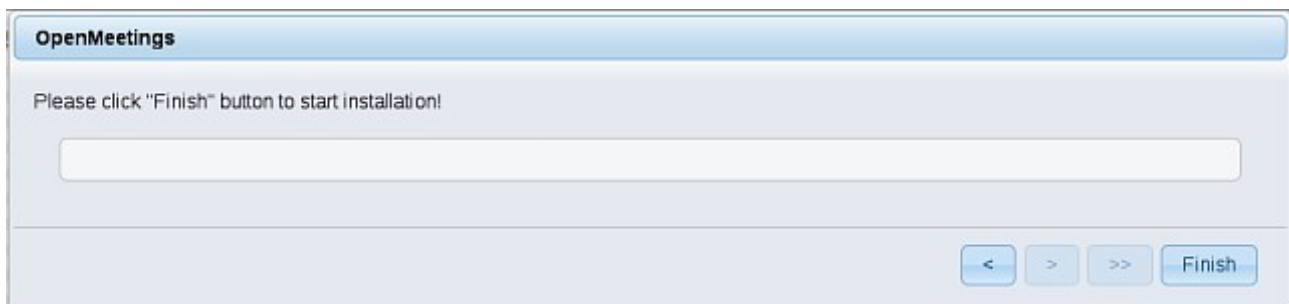 OpenMeetings
Please click "Finish" button to start installation!
< > >> Finish